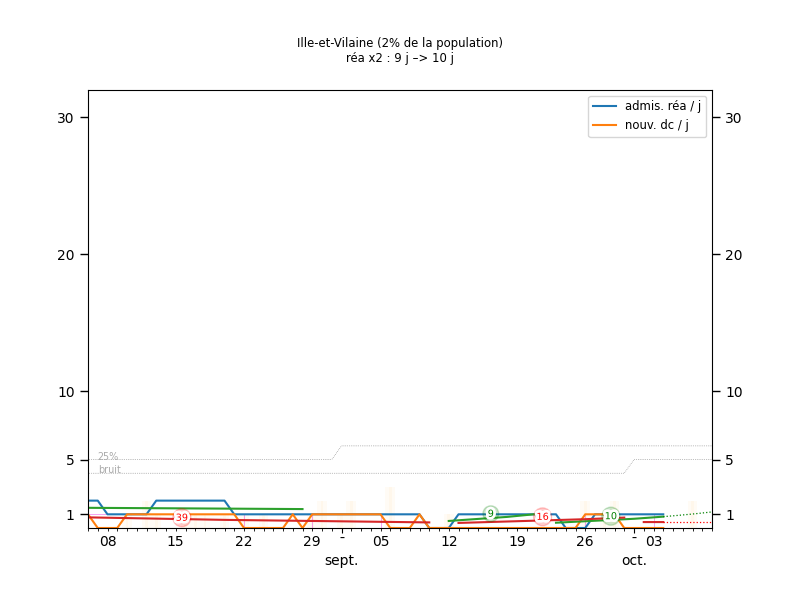 Ille-et-Vilaine (2% de la population)
réa x2 : 9 j –> 10 j
admis. réa / j
nouv. dc / j
30
30
20
20
10
10
5
5
1
1
25%
bruit
39
9
16
10
08 15 22 29 - 05 12 19 26 - 03
sept. oct.